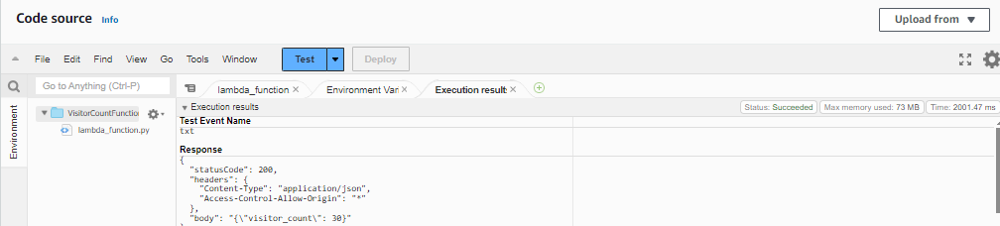 Code source Info
Upload from
File Edit Find View Go Tools Window Test Deploy
Go to Anything (Ctrl-P)
lambda_function
Environment Var
Execution results
Environment
VisitorCountFunction
lambda_function.py
Execution results
Status: Succeeded
Max memory used: 73 MB
Time: 2001.47 ms
Test Event Name
txt
Response
{
"statusCode": 200,
"headers": {
"Content-Type": "application/json",
"Access-Control-Allow-Origin": "*"
},
"body": "{\"visitor_count\": 30}"